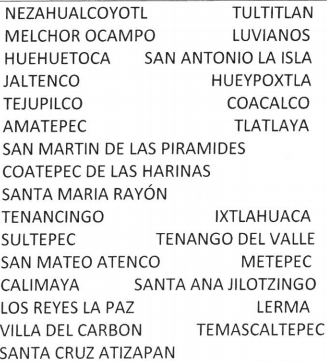 NEZAHUALCOYOTL TULTITLAN
MELCHOR OCAMPO LUVIANOS
HUEHUETOCA SAN ANTONIO LA ISLA
JALTENCO HUEYPOXTLA
TEJUPILCO COACALCO
AMATEPEC TLATLAYA
SAN MARTIN DE LAS PIRAMIDES
COATEPEC DE LAS HARINAS
SANTA MARIA RAYÓN
TENANCINGO IXTLAHUACA
SULTEPEC TENANGO DEL VALLE
SAN MATEO ATENCO METEPEC
CALIMAYA SANTA ANA JILOTZINGO
LOS REYES LA PAZ LERMA
VILLA DEL CARBON TEMASCALTEPEC
SANTA CRUZ ATIZAPAN